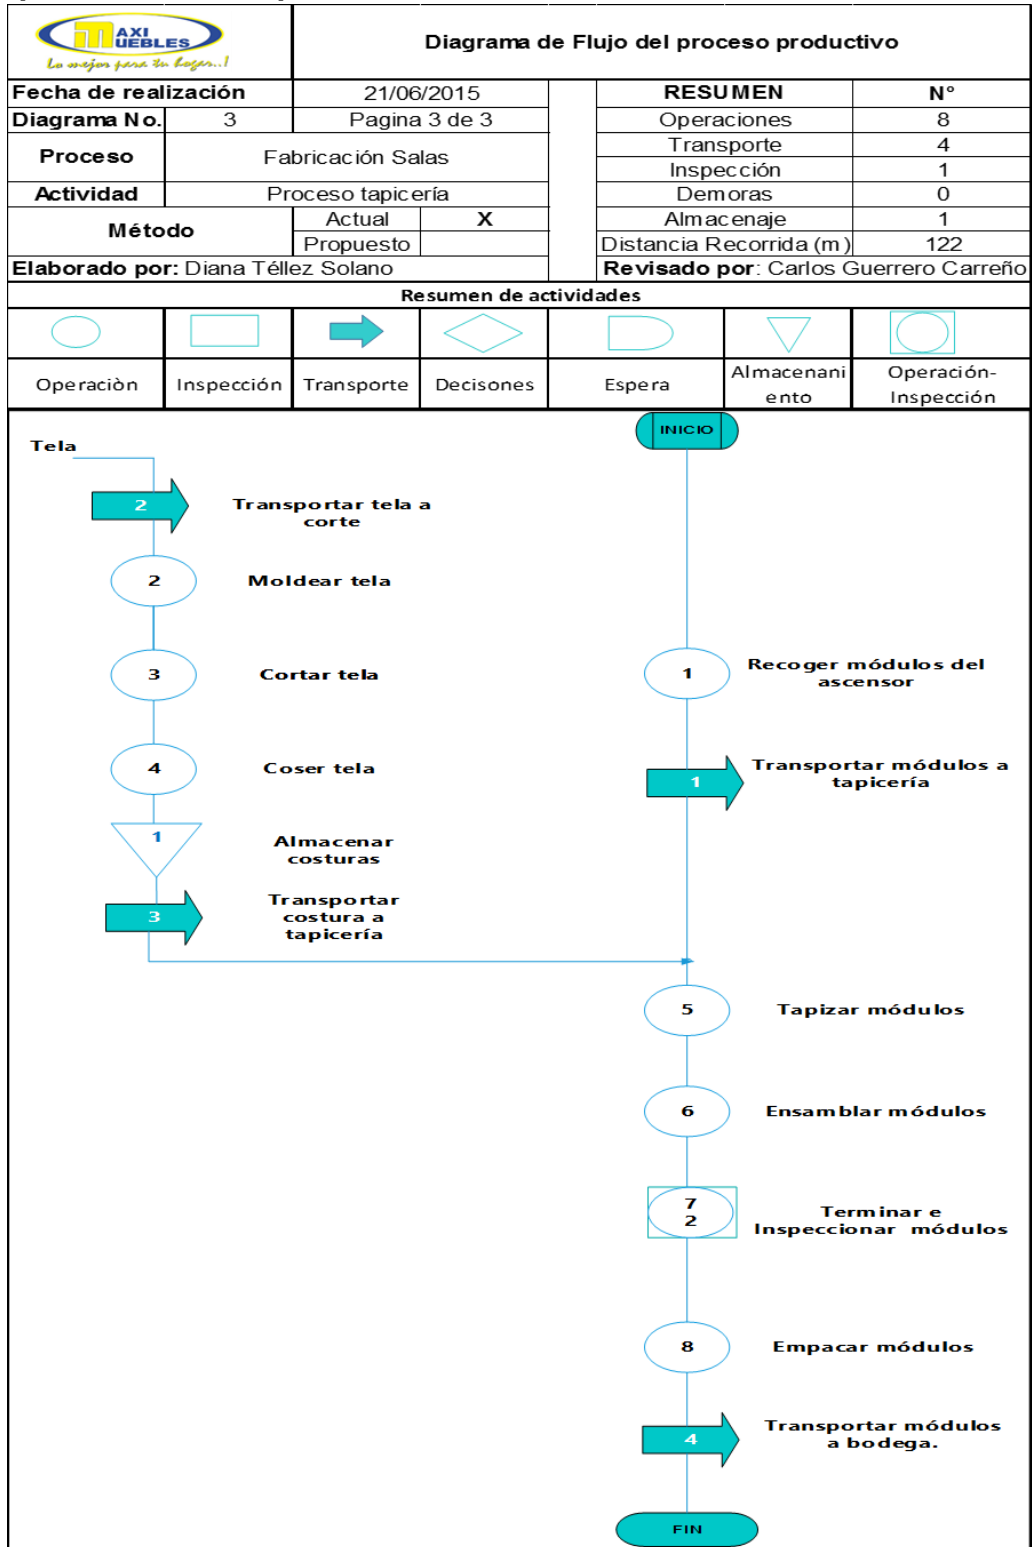 MAXI
MUEBLES
Lo mejor para tu hogar..!
Diagrama de Flujo del proceso productivo
Fecha de realización 21/06/2015 RESUMEN N°
Diagrama No. 3 Pagina 3 de 3 Operaciones 8
Transporte 4
Proceso Fabricación Salas
Inspección 1
Actividad Proceso tapicería Demoras 0
Método Actual X Almacenaje 1
Propuesto Distancia Recorrida (m) 122
Elaborado por: Diana Téllez Solano Revisado por: Carlos Guerrero Carreño
Resumen de actividades
Operaciòn Inspección Transporte Decisones Espera Almacenani
ento Operación-
Inspección
INICIO
Tela
2 Transportar tela a
corte
2 Moldear tela
3 Cortar tela
1 Recoger módulos del
ascensor
4 Coser tela
1 Transportar módulos a
tapicería
1 Almacenar
costuras
3 Transportar
costura a
tapicería
5 Tapizar módulos
6 Ensamblar módulos
7
2
Terminar e
Inspeccionar módulos
8 Empacar módulos
4 Transportar módulos
a bodega.
FIN